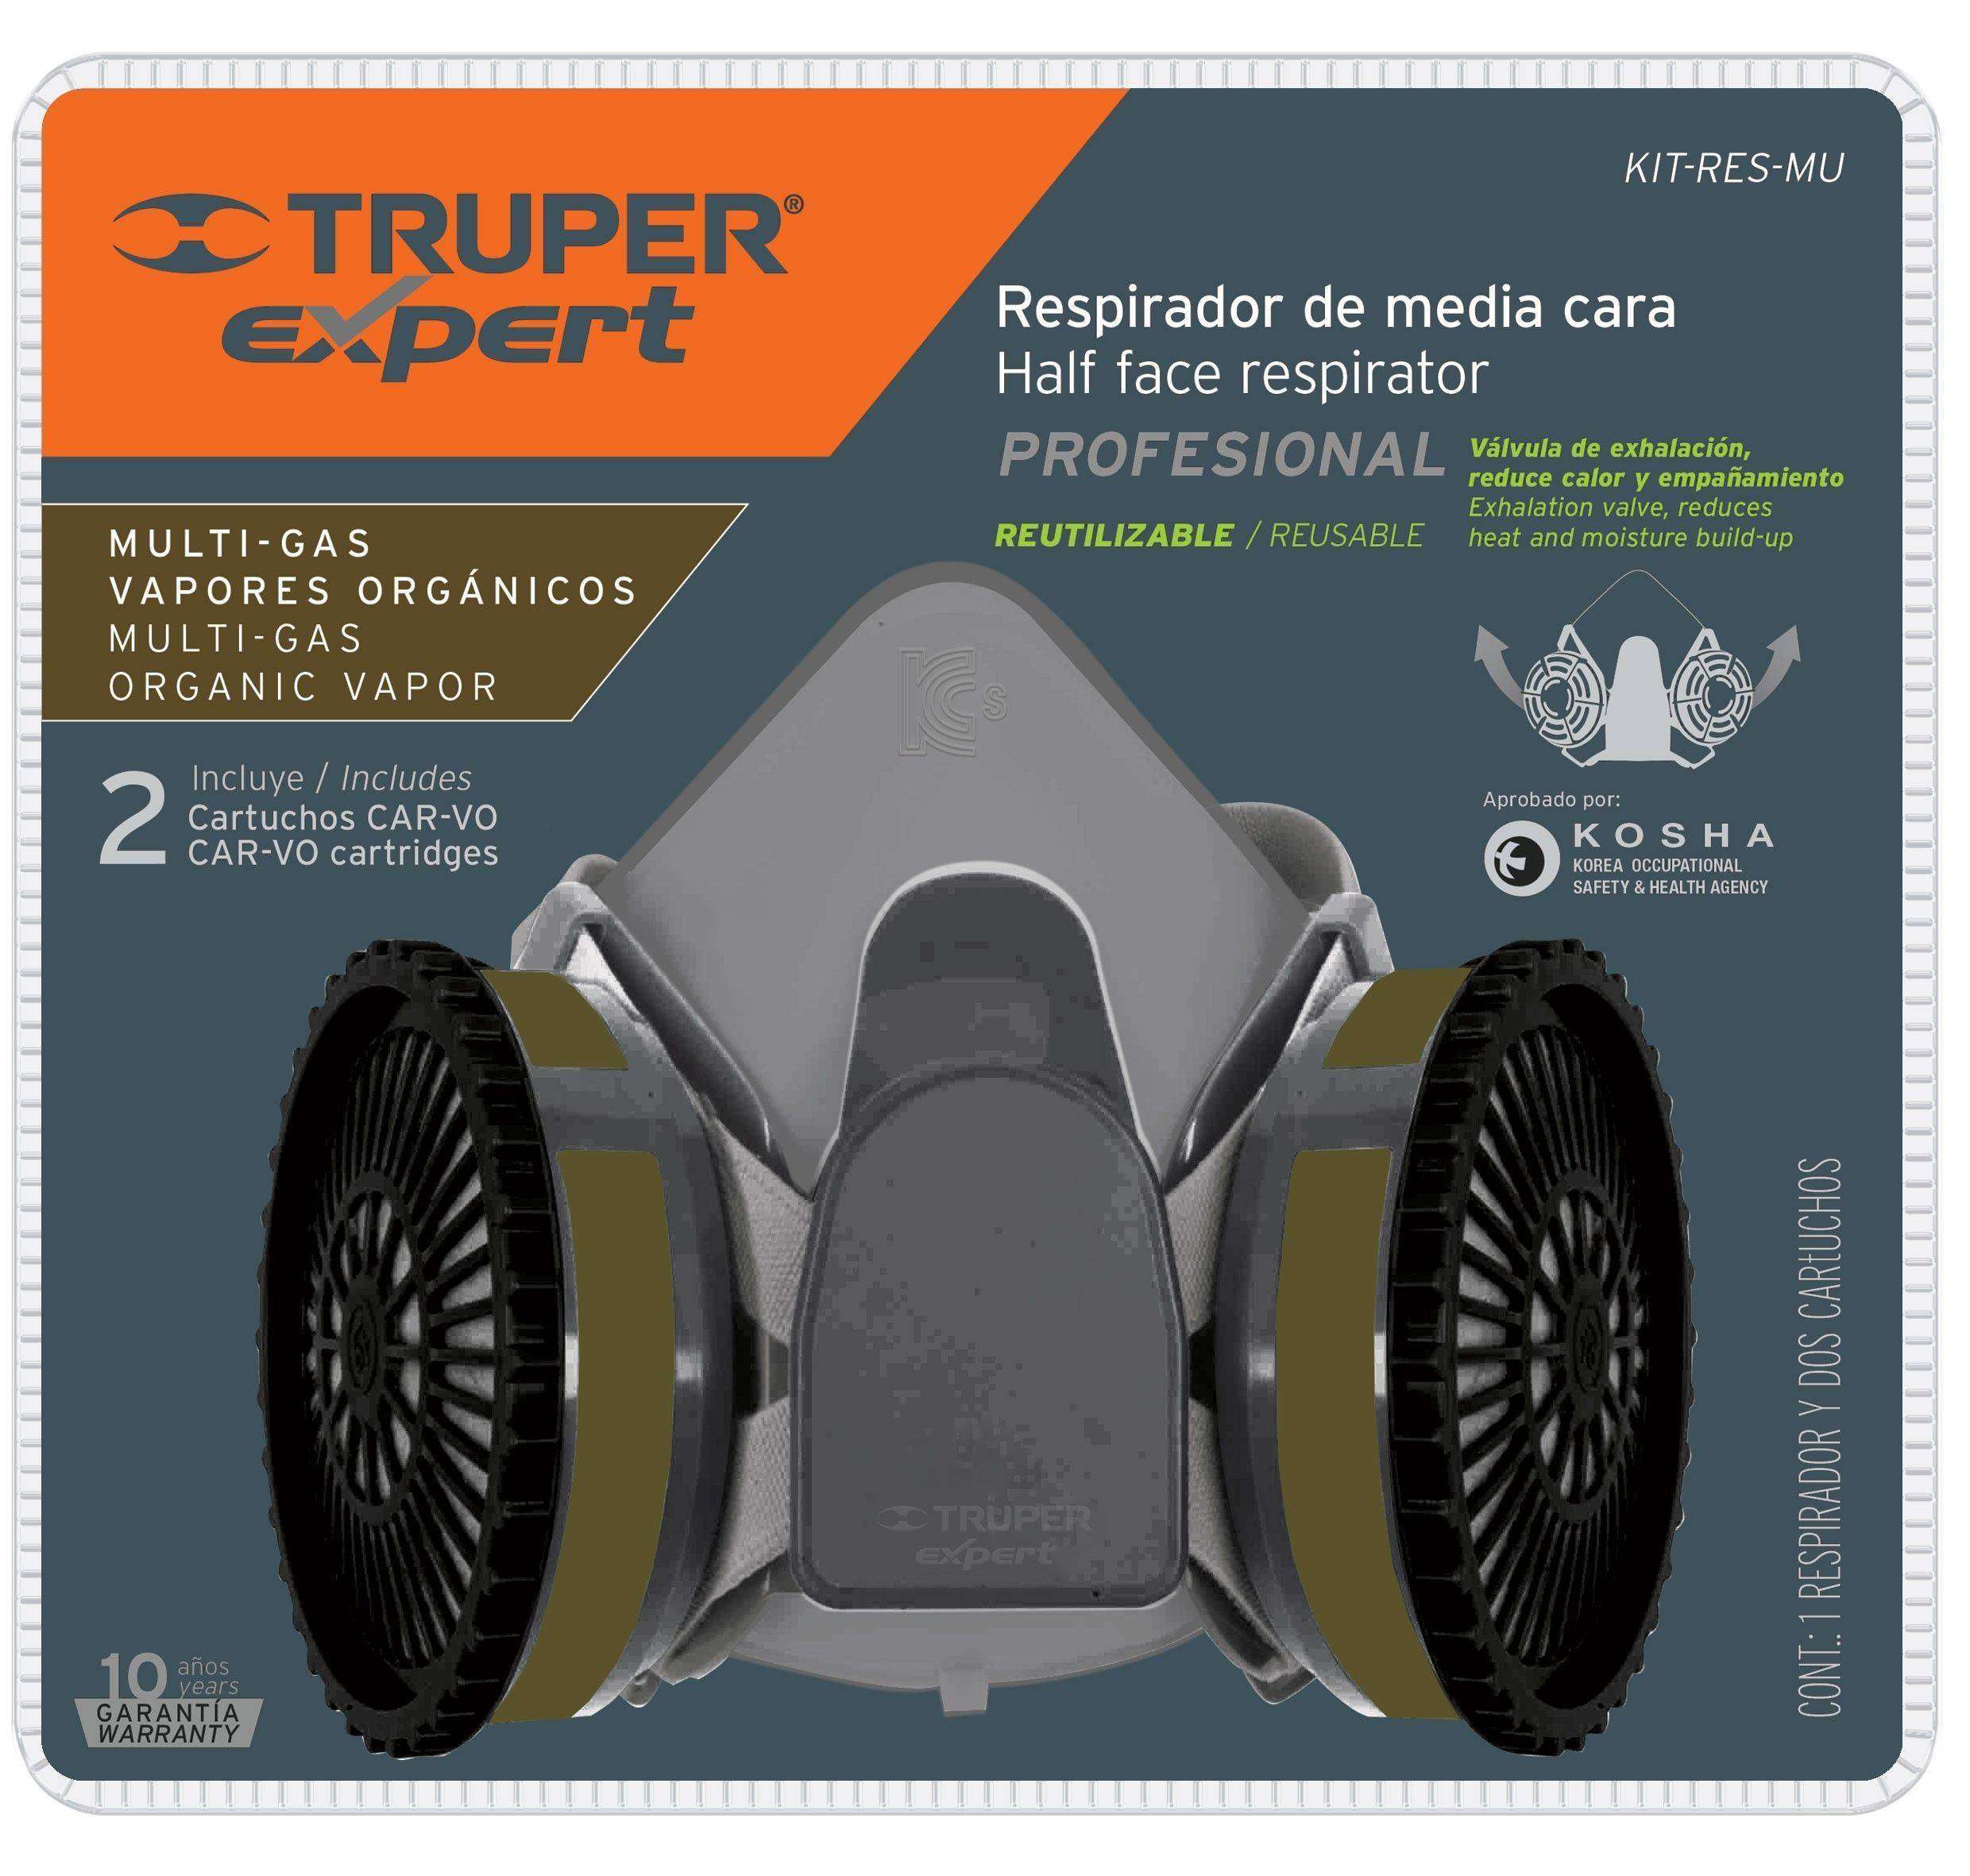 KIT-RES-MU
TRUPER®
expert
Respirador de media cara
Half face respirator
PROFESIONAL
REUTILIZABLE / REUSABLE
Válvula de exhalación,
reduce calor y empañamiento
Exhalation valve, reduces
heat and moisture build-up
MULTI-GAS
VAPORES ORGÁNICOS
MULTI-GAS
ORGANIC VAPOR
2 Incluye / Includes
Cartuchos CAR-VO
CAR-VO cartridges
KCs
Aprobado por:
KOSHA
KOREA OCCUPATIONAL
SAFETY & HEALTH AGENCY
TRUPER
expert
10 años
years
GARANTÍA
WARRANTY
CONT.: 1 RESPIRADOR Y DOS CARtUCHOS